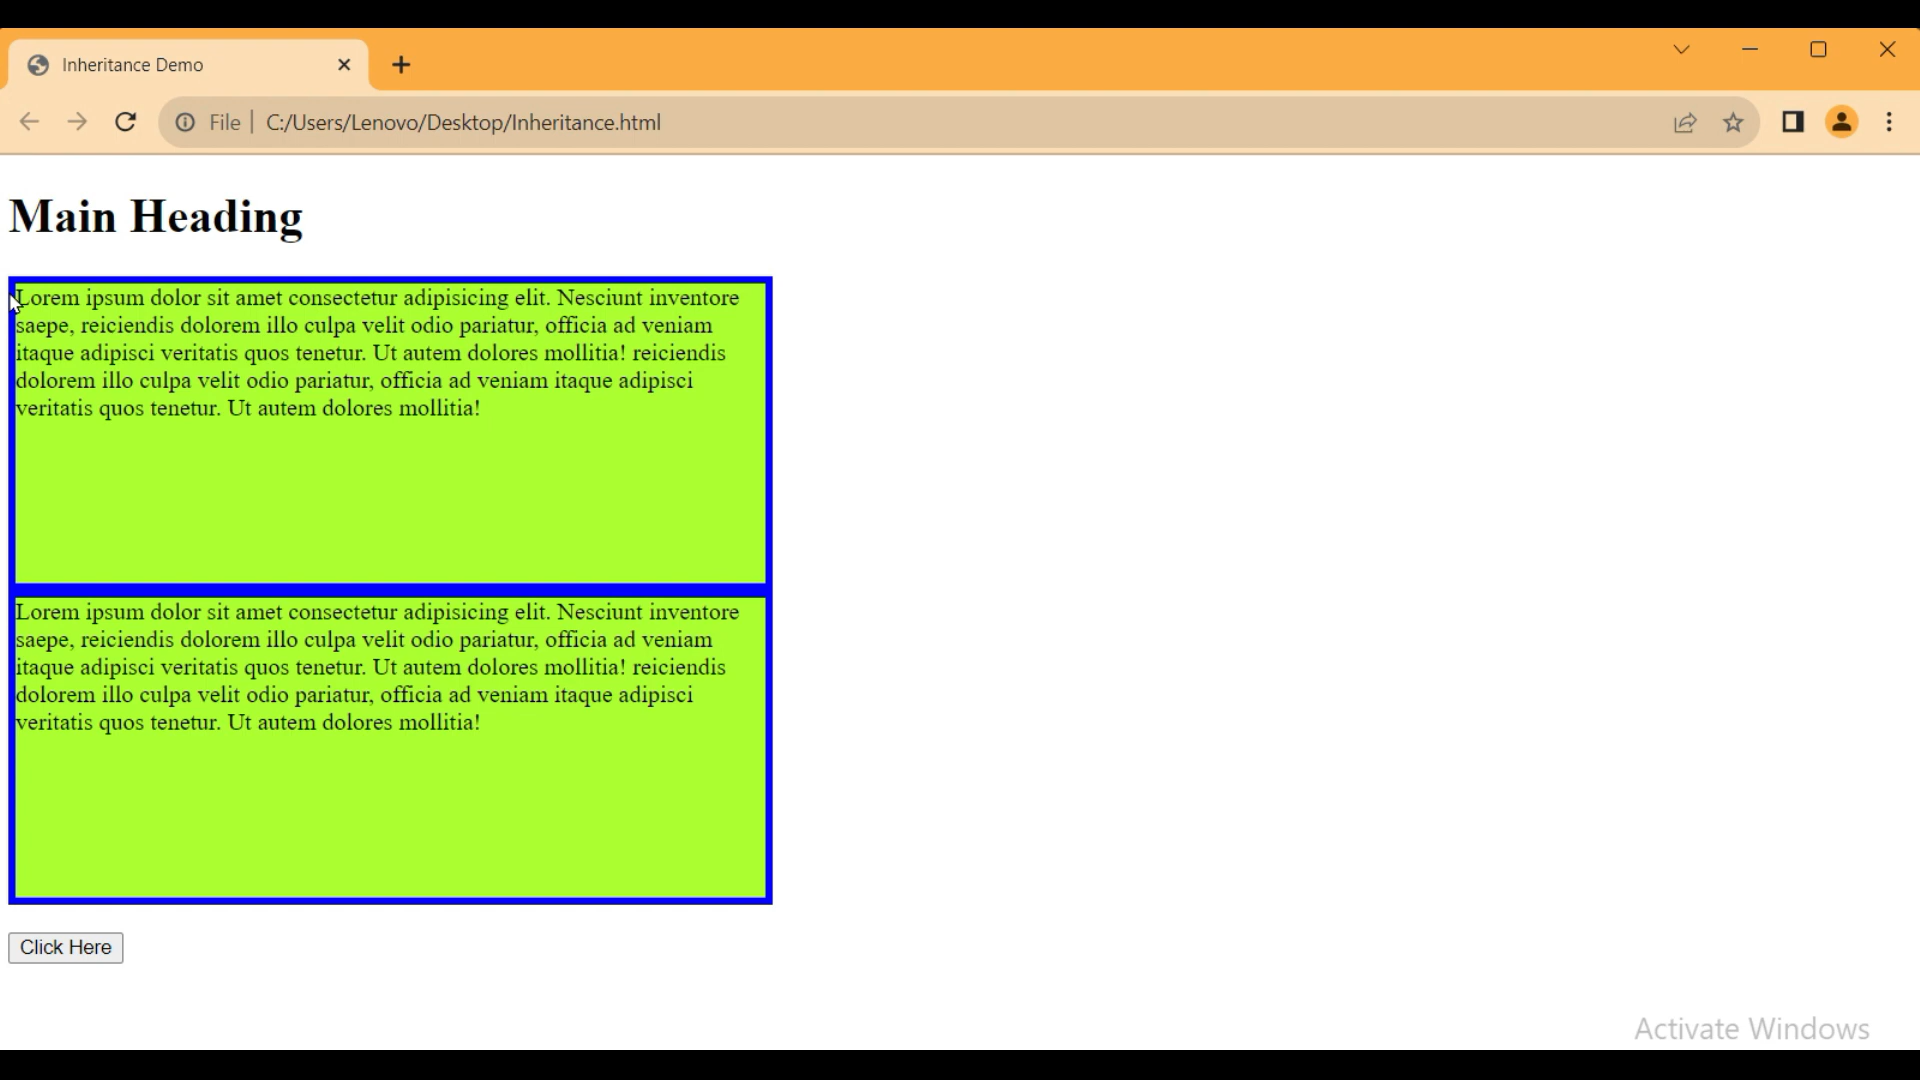 Inheritance Demo
File
C:/Users/Lenovo/Desktop/Inheritance.html
Main Heading
Lorem ipsum dolor sit amet consectetur adipisicing elit. Nesciunt inventore
saepe, reiciendis dolorem illo culpa velit odio pariatur, officia ad veniam
itaque adipisci veritatis quos tenetur. Ut autem dolores mollitia! reiciendis
dolorem illo culpa velit odio pariatur, officia ad veniam itaque adipisci
veritatis quos tenetur. Ut autem dolores mollitia!
Lorem ipsum dolor sit amet consectetur adipisicing elit. Nesciunt inventore
saepe, reiciendis dolorem illo culpa velit odio pariatur, officia ad veniam
itaque adipisci veritatis quos tenetur. Ut autem dolores mollitia! reiciendis
dolorem illo culpa velit odio pariatur, officia ad veniam itaque adipisci
veritatis quos tenetur. Ut autem dolores mollitia!
Click Here
Activate Windows